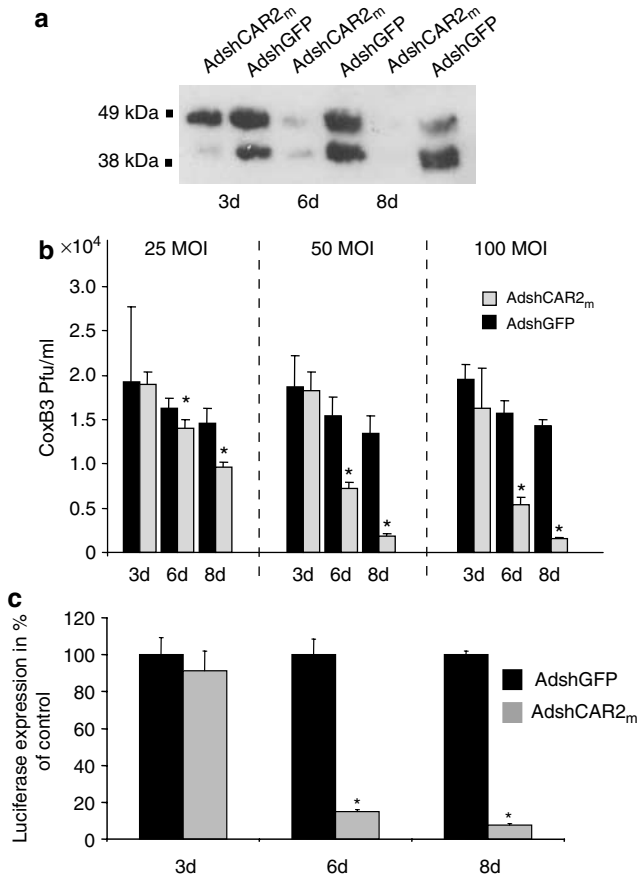 a
AdshCAR2m AdshGFP AdshCAR2m AdshGFP AdshCAR2m AdshGFP
49 kDa
38 kDa
3d 6d 8d
b
×10⁴
25 MOI 50 MOI 100 MOI
CoxB3 Pfu/ml
3.0
2.5
2.0
1.5
1.0
0.5
0
AdshCAR2m
AdshGFP
* * * * * *
3d 6d 8d 3d 6d 8d 3d 6d 8d
c
Luciferase expression in %
of control
120
100
80
60
40
20
0
AdshGFP
AdshCAR2m
* *
3d 6d 8d